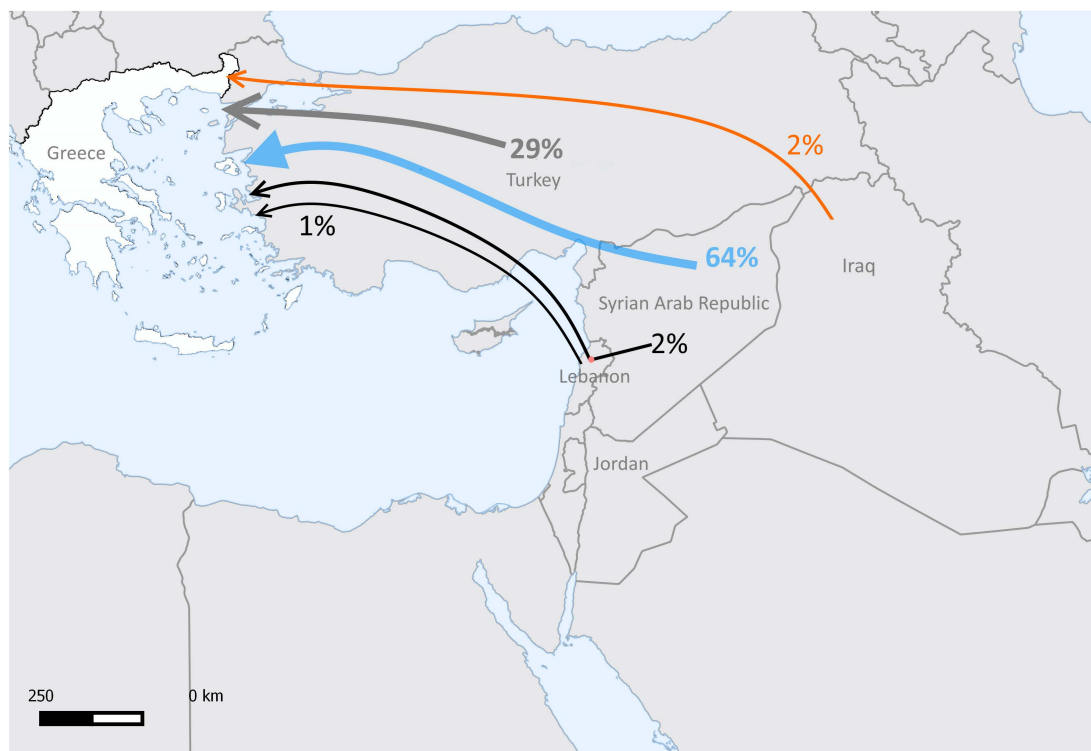 2%
Greece
29%
Turkey
1%
64%
Iraq
Syrian Arab Republic
2%
Lebanon
Jordan
250 0 km